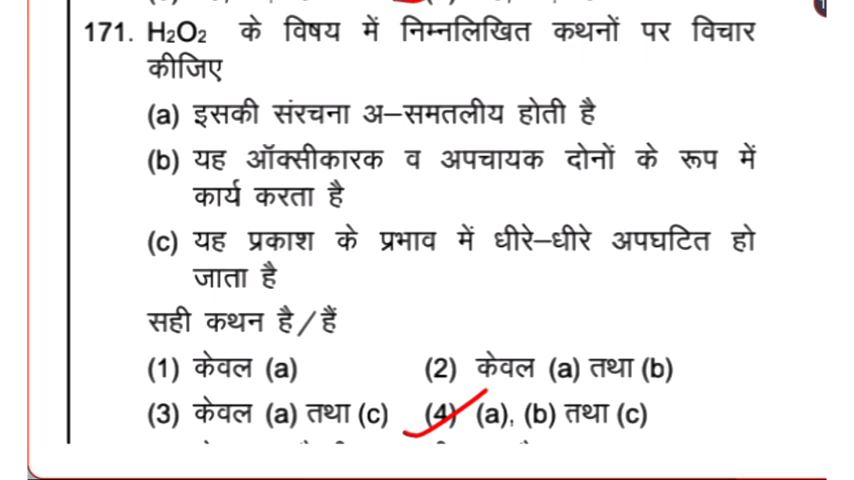 171. H₂O₂ के विषय में निम्नलिखित कथनों पर विचार
कीजिए
(a) इसकी संरचना अ–समतलीय होती है
(b) यह ऑक्सीकारक व अपचायक दोनों के रूप में
कार्य करता है
(c) यह प्रकाश के प्रभाव में धीरे–धीरे अपघटित हो
जाता है
सही कथन है/हैं
(1) केवल (a) (2) केवल (a) तथा (b)
(3) केवल (a) तथा (c) (4) (a), (b) तथा (c)